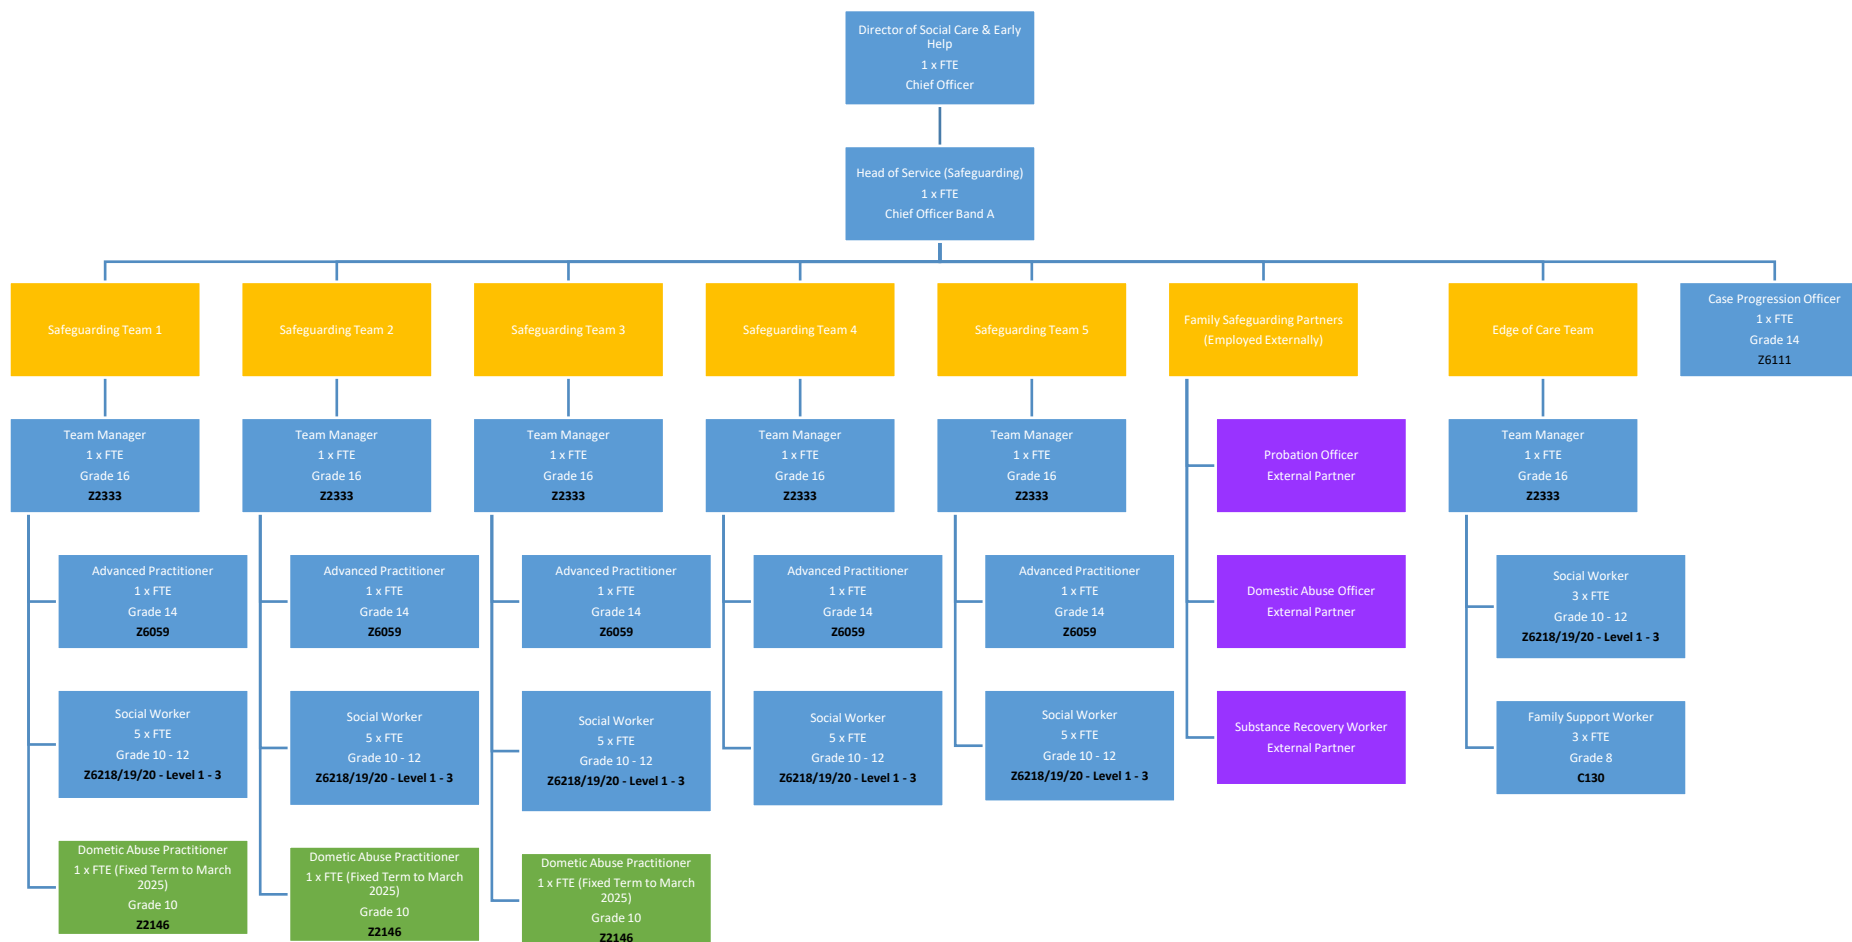 Director of Social Care & Early
Help
1 x FTE
Chief Officer
Head of Service (Safeguarding)
1 x FTE
Chief Officer Band A
Safeguarding Team 1
Safeguarding Team 2
Safeguarding Team 3
Safeguarding Team 4
Safeguarding Team 5
Family Safeguarding Partners
(Employed Externally)
Edge of Care Team
Case Progression Officer
1 x FTE
Grade 14
Z6111
Team Manager
1 x FTE
Grade 16
Z2333
Team Manager
1 x FTE
Grade 16
Z2333
Team Manager
1 x FTE
Grade 16
Z2333
Team Manager
1 x FTE
Grade 16
Z2333
Team Manager
1 x FTE
Grade 16
Z2333
Probation Officer
External Partner
Team Manager
1 x FTE
Grade 16
Z2333
Advanced Practitioner
1 x FTE
Grade 14
Z6059
Advanced Practitioner
1 x FTE
Grade 14
Z6059
Advanced Practitioner
1 x FTE
Grade 14
Z6059
Advanced Practitioner
1 x FTE
Grade 14
Z6059
Advanced Practitioner
1 x FTE
Grade 14
Z6059
Domestic Abuse Officer
External Partner
Social Worker
3 x FTE
Grade 10 - 12
Z6218/19/20 - Level 1 - 3
Social Worker
5 x FTE
Grade 10 - 12
Z6218/19/20 - Level 1 - 3
Social Worker
5 x FTE
Grade 10 - 12
Z6218/19/20 - Level 1 - 3
Social Worker
5 x FTE
Grade 10 - 12
Z6218/19/20 - Level 1 - 3
Social Worker
5 x FTE
Grade 10 - 12
Z6218/19/20 - Level 1 - 3
Social Worker
5 x FTE
Grade 10 - 12
Z6218/19/20 - Level 1 - 3
Substance Recovery Worker
External Partner
Family Support Worker
3 x FTE
Grade 8
C130
Dometic Abuse Practitioner
1 x FTE (Fixed Term to March
2025)
Grade 10
Z2146
Dometic Abuse Practitioner
1 x FTE (Fixed Term to March
2025)
Grade 10
Z2146
Dometic Abuse Practitioner
1 x FTE (Fixed Term to March
2025)
Grade 10
Z2146